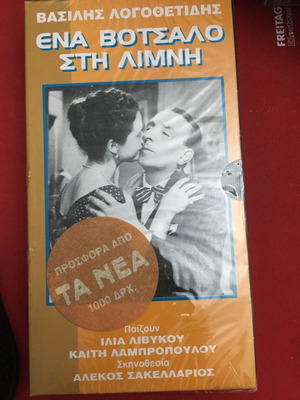 ΒΑΣΙΛΗΣ ΛΟΓΟΘΕΤΙΔΗΣ
ΕΝΑ ΒΟΤΣΑΛΟ
ΣΤΗ ΛΙΜΝΗ
ΠΡΟΣΦΟΡΑ ΑΠΟ
ΤΑ ΝΕΑ
1000 ΔΡΧ.
Παίζουν
ΙΛΙΑ ΛΙΒΥΚΟΥ
ΚΑΙΤΗ ΛΑΜΠΡΟΠΟΥΛΟΥ
Σκηνοθεσία
ΑΛΕΚΟΣ ΣΑΚΕΛΛΑΡΙΟΣ
FREITAG